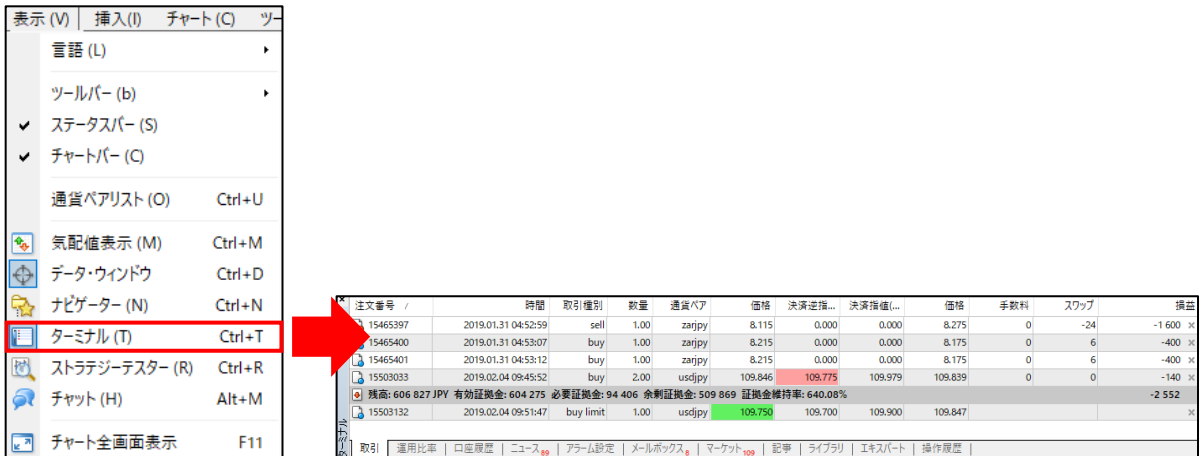 表示 (V) 挿入(I) チャート (C) ツー
言語 (L)
ツールバー (b)
ステータスバー (S)
チャートバー (C)
通貨ペアリスト (O) Ctrl+U
気配値表示 (M) Ctrl+M
データ・ウィンドウ Ctrl+D
ナビゲーター (N) Ctrl+N
ターミナル (T) Ctrl+T
ストラテジーテスター (R) Ctrl+R
チャット (H) Alt+M
チャート全画面表示 F11
注文番号 / 時間 取引種別 数量 通貨ペア 価格 決済逆指... 決済指値(... 価格 手数料 スワップ 損益
15465397 2019.01.31 04:52:59 sell 1.00 zarjpy 8.115 0.000 0.000 8.275 0 -24 -1 600
15465400 2019.01.31 04:53:07 buy 1.00 zarjpy 8.215 0.000 0.000 8.175 0 6 -400
15465401 2019.01.31 04:53:12 buy 1.00 zarjpy 8.215 0.000 0.000 8.175 0 6 -400
15503033 2019.02.04 09:45:52 buy 2.00 usdjpy 109.846 109.775 109.979 109.839 0 0 -140
残高: 606 827 JPY 有効証拠金: 604 275 必要証拠金: 94 406 余剰証拠金: 509 869 証拠金維持率: 640.08% -2 552
15503132 2019.02.04 09:51:47 buy limit 1.00 usdjpy 109.750 109.700 109.900 109.847
ターミナル
取引 | 運用比率 | 口座履歴 | ニュース 89 | アラーム設定 | メールボックス 8 | マーケット 109 | 記事 | ライブラリ | エキスパート | 操作履歴 |